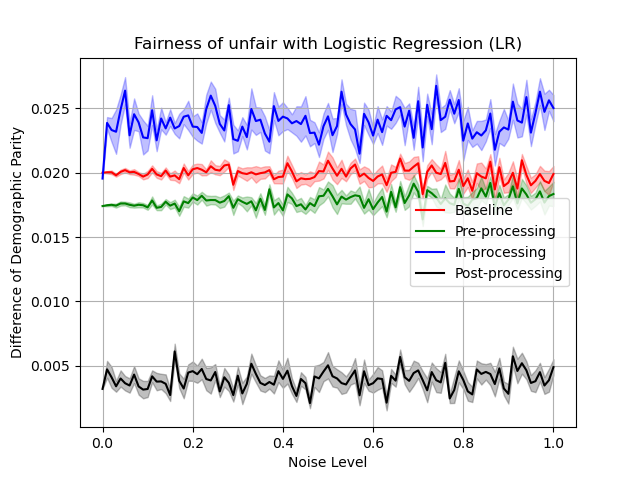 Fairness of unfair with Logistic Regression (LR)
Difference of Demographic Parity
0.025
0.020
0.015
0.010
0.005
Baseline
Pre-processing
In-processing
Post-processing
0.0 0.2 0.4 0.6 0.8 1.0
Noise Level